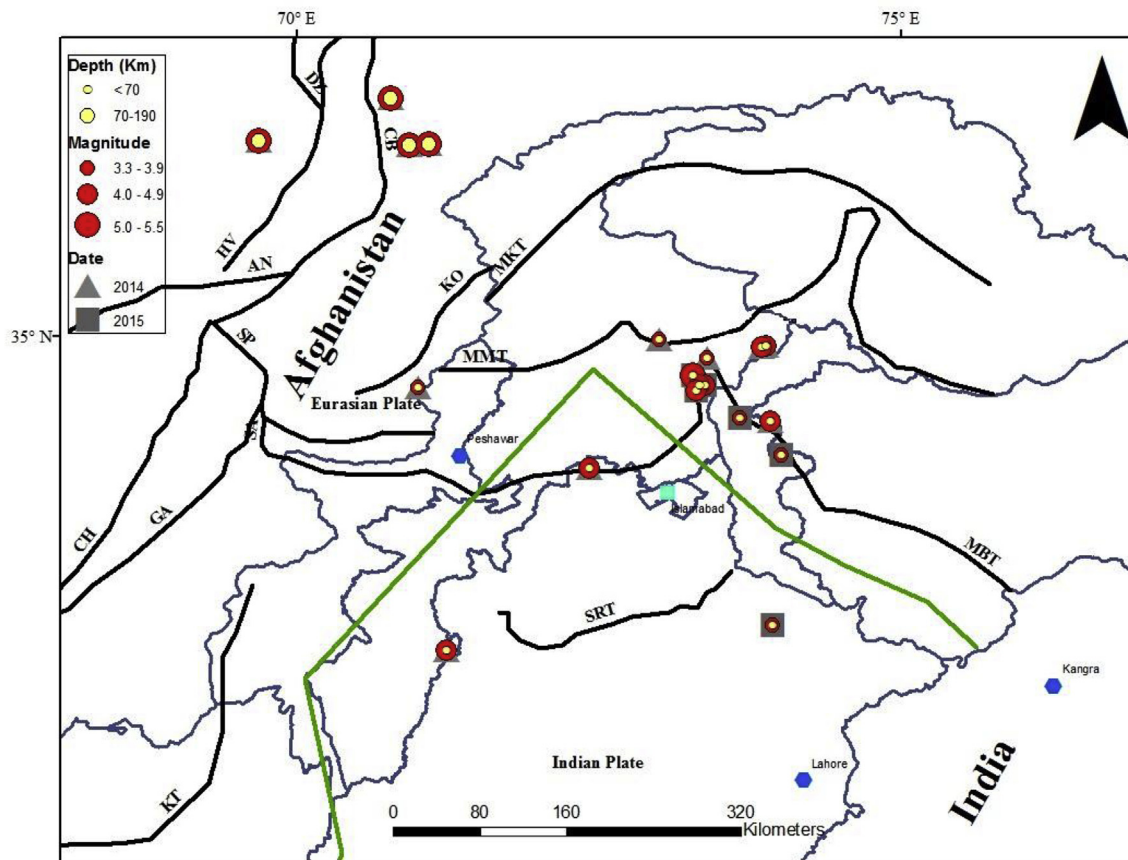 70° E
75° E
35° N
Depth (Km)
<70
70-190
Magnitude
3.3 - 3.9
4.0 - 4.9
5.0 - 5.5
Date
2014
2015
DZ
CB
HV
AN
Afghanistan
KO
MKT
SP
MMT
Eurasian Plate
SA
Peshawar
Islamabad
GA
CH
MBT
SRT
Kangra
Indian Plate
Lahore
India
KT
0 80 160 320
Kilometers